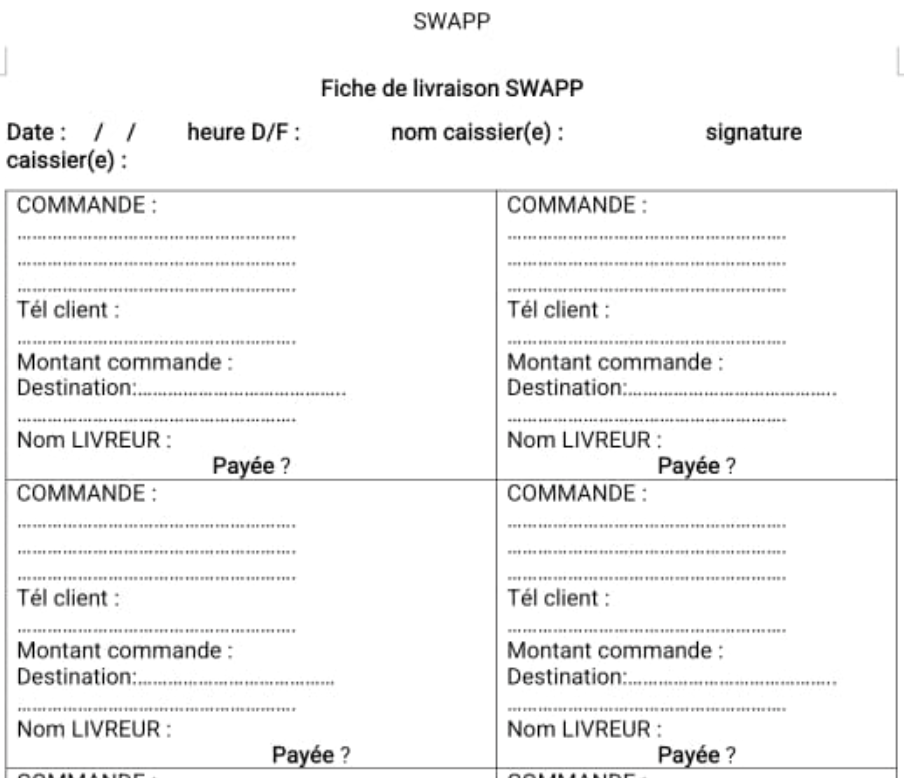 SWAPP
Fiche de livraison SWAPP
Date : / / heure D/F : nom caissier(e) : signature
caissier(e) :
COMMANDE :
................................................
................................................
................................................
Tél client :
................................................
Montant commande :
Destination:....................................
................................................
Nom LIVREUR :
Payée ?
COMMANDE :
................................................
................................................
................................................
Tél client :
................................................
Montant commande :
Destination:....................................
................................................
Nom LIVREUR :
Payée ?
COMMANDE :
................................................
................................................
................................................
Tél client :
................................................
Montant commande :
Destination:..................................
................................................
Nom LIVREUR :
Payée ?
COMMANDE :
................................................
................................................
................................................
Tél client :
................................................
Montant commande :
Destination:....................................
................................................
Nom LIVREUR :
Payée ?
COMMANDE :
COMMANDE :